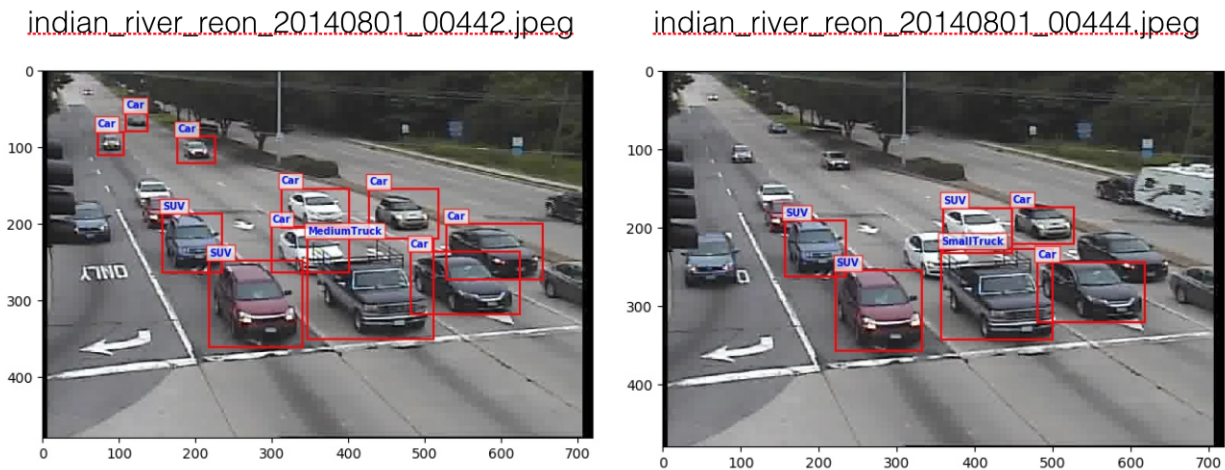 indian_river_reon_20140801_00442.jpeg
indian_river_reon_20140801_00444.jpeg
0
100
200
300
400
0
100
200
300
400
500
600
700
Car
Car
Car
Car
Car
SUV
Car
Car
MediumTruck
SUV
Car
ONLY
0
100
200
300
400
0
100
200
300
400
500
600
700
SUV
Car
SUV
SmallTruck
SUV
Car